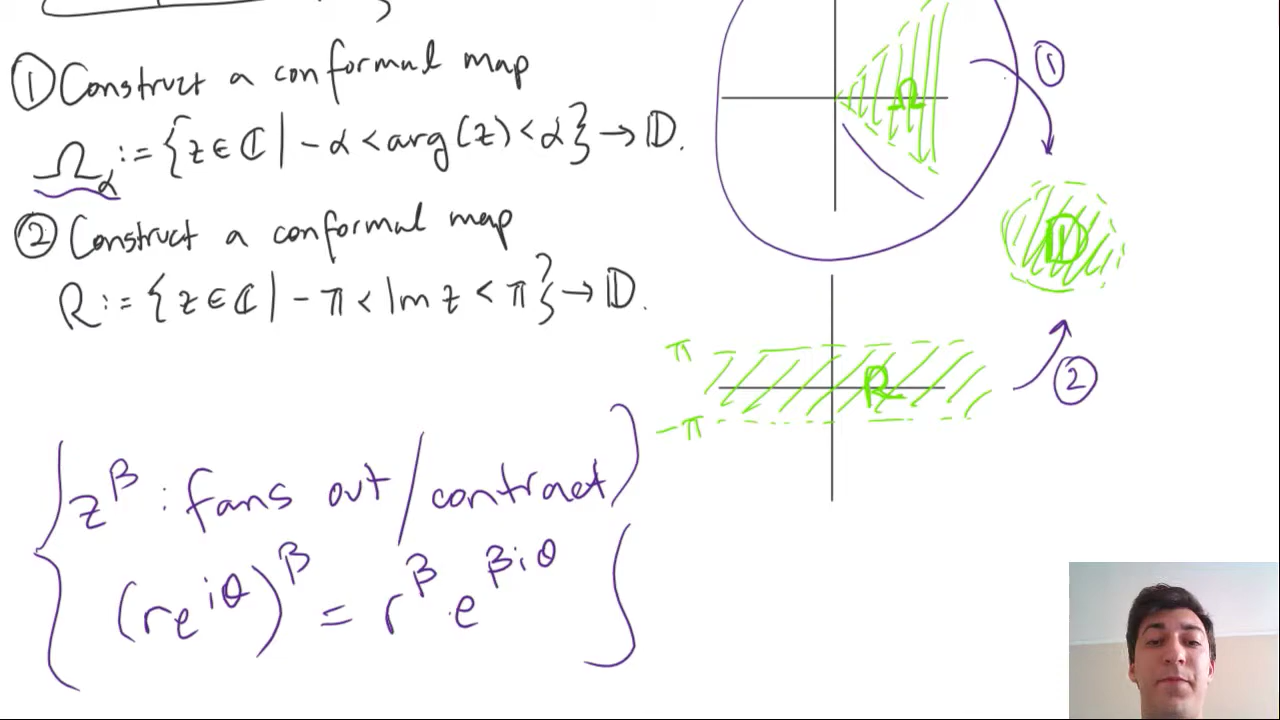 ① Construct a conformal map
Ω_α := {z ∈ ℂ | -α < arg(z) < α} → 𝔻.
② Construct a conformal map
R := {z ∈ ℂ | -π < Im z < π} → 𝔻.
z^β : fans out / contract
(re^{iθ})^β = r^β · e^{βiθ}
Ω
①
𝔻
π
R
-π
②